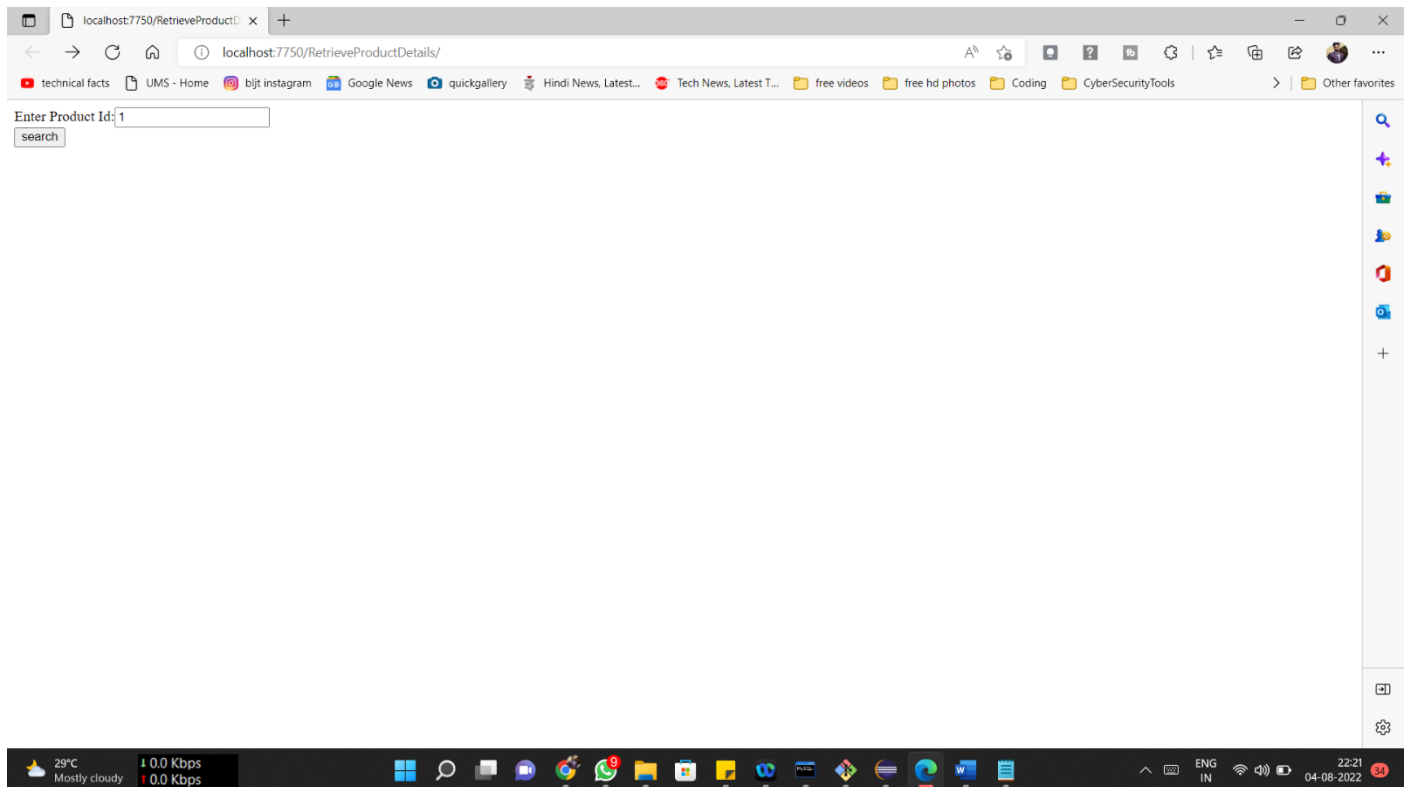 localhost:7750/RetrieveProductD
localhost:7750/RetrieveProductDetails/
technical facts
UMS - Home
bljt instagram
Google News
quickgallery
Hindi News, Latest...
Tech News, Latest T...
free videos
free hd photos
Coding
CyberSecurityTools
Other favorites
Enter Product Id: 1
search
29°C
Mostly cloudy
0.0 Kbps
0.0 Kbps
9
ENG
IN
22:21
04-08-2022
34